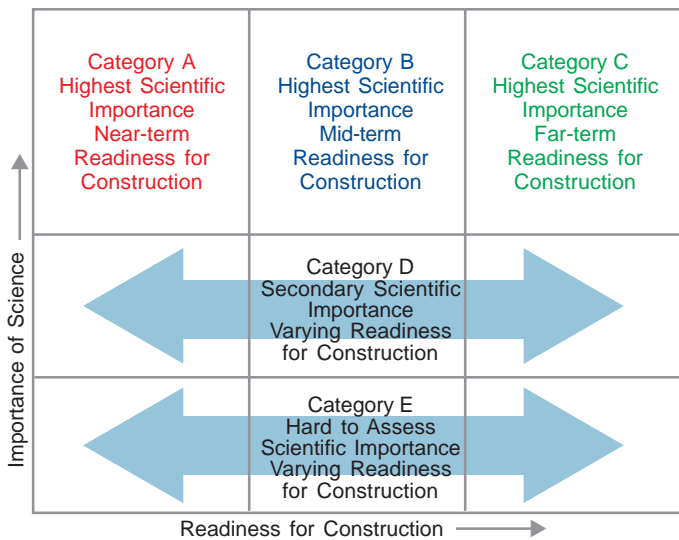 Category A
Highest Scientific
Importance
Near-term
Readiness for
Construction
Category B
Highest Scientific
Importance
Mid-term
Readiness for
Construction
Category C
Highest Scientific
Importance
Far-term
Readiness for
Construction
Importance of Science
Category D
Secondary Scientific
Importance
Varying Readiness
for Construction
Category E
Hard to Assess
Scientific Importance
Varying Readiness
for Construction
Readiness for Construction